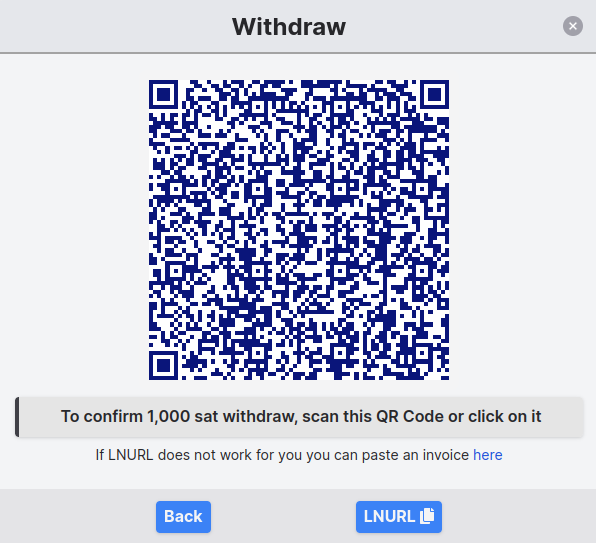 Withdraw
To confirm 1,000 sat withdraw, scan this QR Code or click on it
If LNURL does not work for you you can paste an invoice here
Back
LNURL